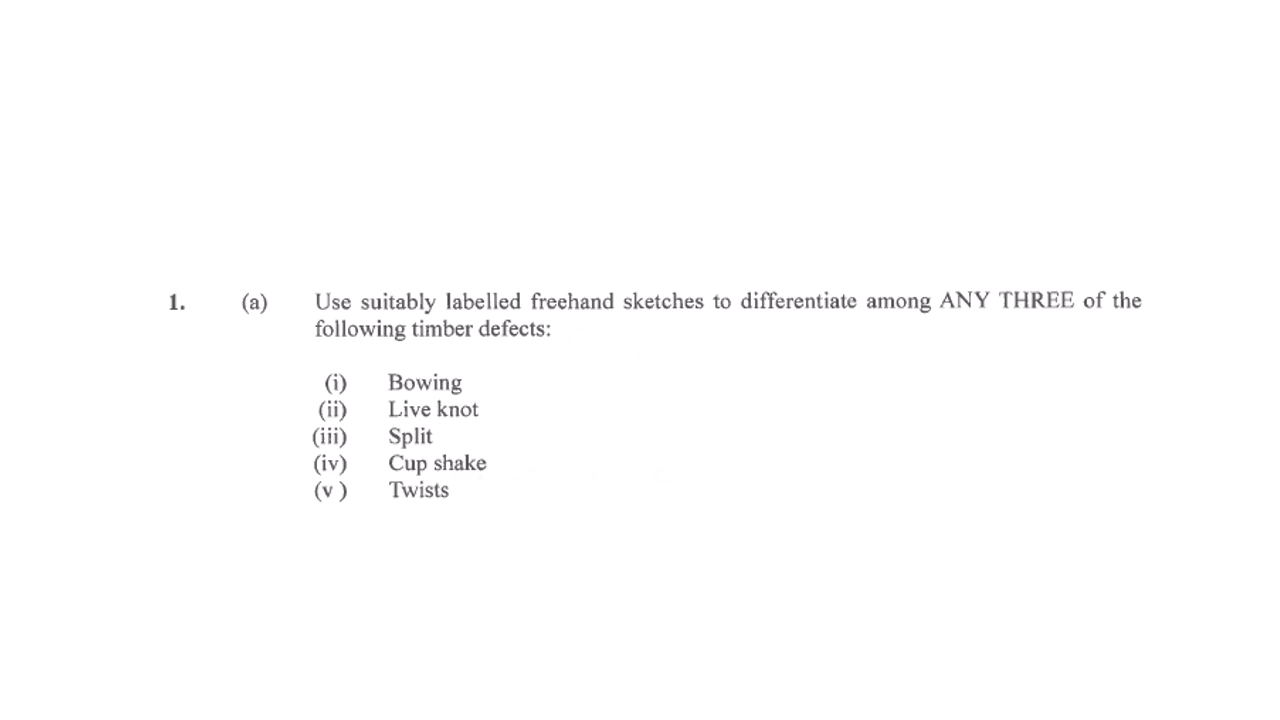 1. (a) Use suitably labelled freehand sketches to differentiate among ANY THREE of the
following timber defects:
(i) Bowing
(ii) Live knot
(iii) Split
(iv) Cup shake
(v ) Twists